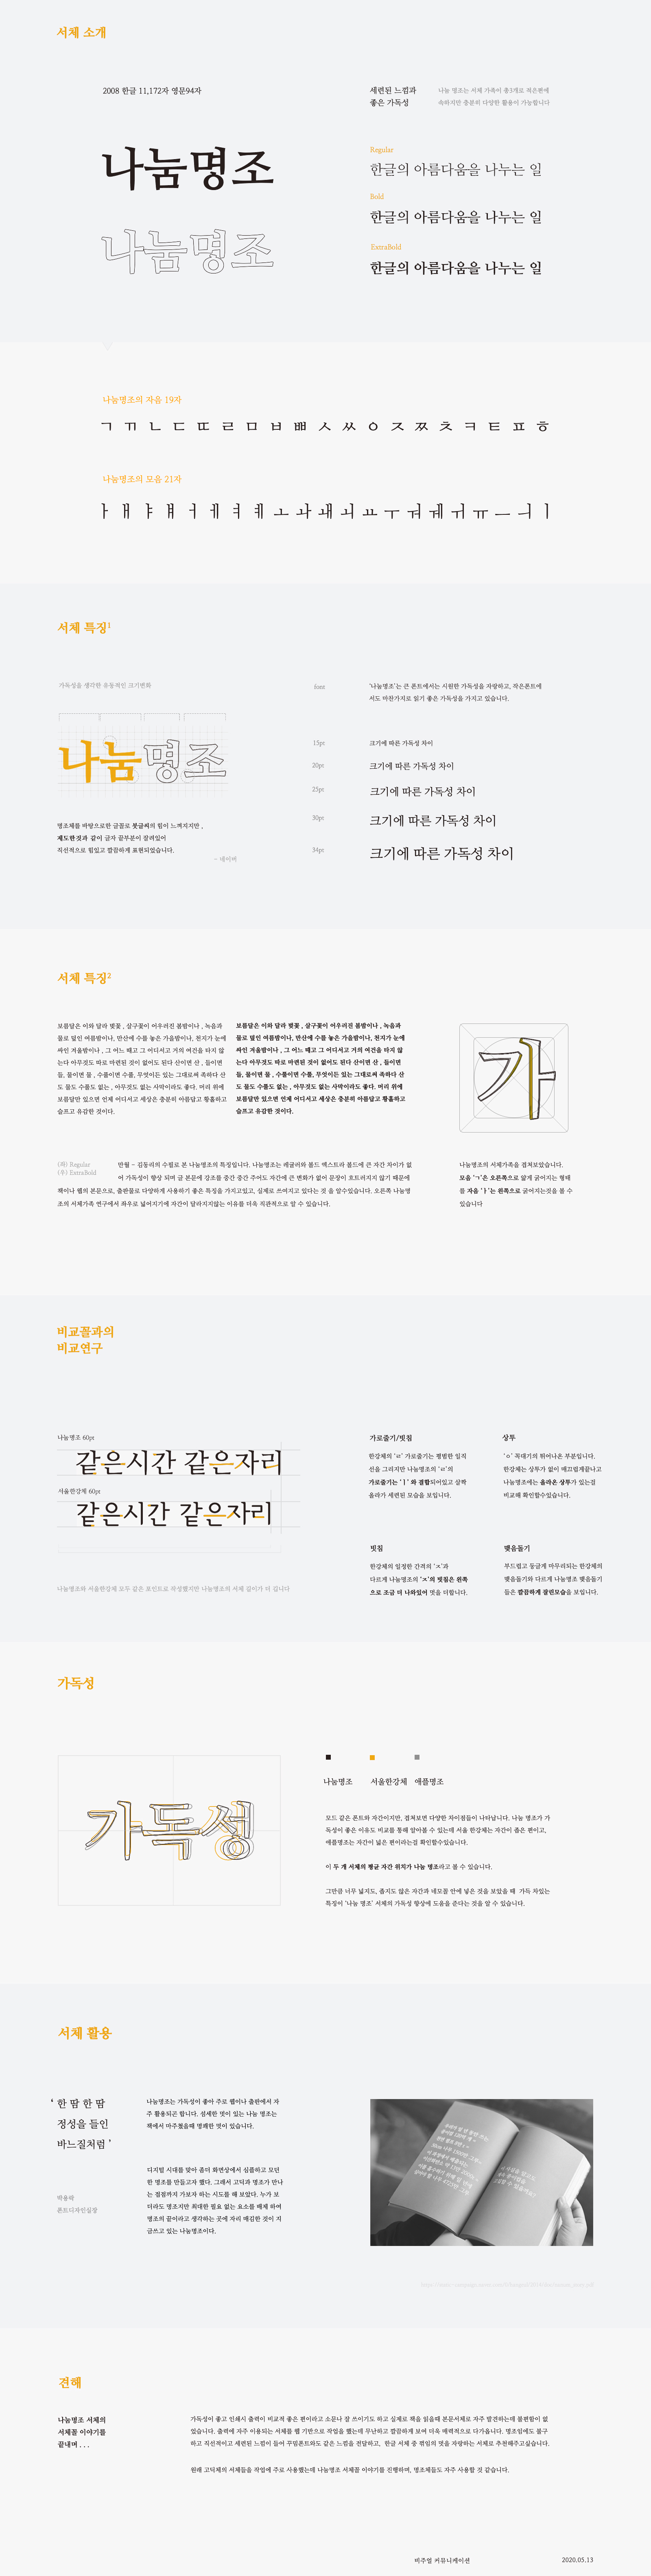 서체 소개
2008 한글 11,172자 영문94자
세련된 느낌과
좋은 가독성
나눔 명조는 서체 가족이 총3개로 적은편에
속하지만 충분히 다양한 활용이 가능합니다
나눔명조
나눔명조
Regular
한글의 아름다움을 나누는 일
Bold
한글의 아름다움을 나누는 일
ExtraBold
한글의 아름다움을 나누는 일
나눔명조의 자음 19자
ㄱ ㄲ ㄴ ㄷ ㄸ ㄹ ㅁ ㅂ ㅃ ㅅ ㅆ ㅇ ㅈ ㅉ ㅊ ㅋ ㅌ ㅍ ㅎ
나눔명조의 모음 21자
ㅏ ㅐ ㅑ ㅒ ㅓ ㅔ ㅕ ㅖ ㅗ ㅘ ㅙ ㅚ ㅛ ㅜ ㅝ ㅞ ㅟ ㅠ ㅡ ㅢ ㅣ
서체 특징1
가독성을 생각한 유동적인 크기변화
나눔명조
명조체를 바탕으로한 글꼴로 붓글씨의 힘이 느껴지지만 ,
제도한것과 같이 글자 끝부분이 잘려있어
직선적으로 힘있고 깔끔하게 표현되었습니다.
- 네이버
font
'나눔명조'는 큰 폰트에서는 시원한 가독성을 자랑하고, 작은폰트에
서도 마찬가지로 읽기 좋은 가독성을 가지고 있습니다.
15pt
크기에 따른 가독성 차이
20pt
크기에 따른 가독성 차이
25pt
크기에 따른 가독성 차이
30pt
크기에 따른 가독성 차이
34pt
크기에 따른 가독성 차이
서체 특징2
보름달은 이와 달라 벚꽃 , 살구꽃이 어우러진 봄밤이나 , 녹음과
물로 덮인 여름밤이나, 만산에 수를 놓은 가을밤이나, 천지가 눈에
싸인 겨울밤이나 , 그 어느 때고 그 어디서고 거의 여건을 타지 않
는다 아무것도 따로 마련된 것이 없어도 된다 산이면 산 , 들이면
들, 물이면 물 , 수풀이면 수풀, 무엇이든 있는 그대로써 족하다 산
도 물도 수풀도 없는 , 아무것도 없는 사막이라도 좋다. 머리 위에
보름달만 있으면 언제 어디서고 세상은 충분히 아름답고 황홀하고
슬프고 유감한 것이다.
보름달은 이와 달라 벚꽃 , 살구꽃이 어우러진 봄밤이나 , 녹음과
물로 덮인 여름밤이나, 만산에 수를 놓은 가을밤이나, 천지가 눈에
싸인 겨울밤이나 , 그 어느 때고 그 어디서고 거의 여건을 타지 않
는다 아무것도 따로 마련된 것이 없어도 된다 산이면 산 , 들이면
들, 물이면 물 , 수풀이면 수풀, 무엇이든 있는 그대로써 족하다 산
도 물도 수풀도 없는 , 아무것도 없는 사막이라도 좋다. 머리 위에
보름달만 있으면 언제 어디서고 세상은 충분히 아름답고 황홀하고
슬프고 유감한 것이다.
가
(좌) Regular
(우) ExtraBold
만월 - 김동리의 수필로 본 나눔명조의 특징입니다. 나눔명조는 레귤러와 볼드 엑스트라 볼드에 큰 자간 차이가 없
어 가독성이 향상 되며 글 본문에 강조를 중간 중간 주어도 자간에 큰 변화가 없어 문장이 흐트러지지 않기 때문에
책이나 웹의 본문으로, 출판물로 다양하게 사용하기 좋은 특징을 가지고있고, 실제로 쓰여지고 있다는 것 을 알수있습니다. 오른쪽 나눔명
조의 서체가족 연구에서 좌우로 넓어지기에 자간이 달라지지않는 이유를 더욱 직관적으로 알 수 있습니다.
나눔명조의 서체가족을 겹쳐보았습니다.
모음 'ㄱ'은 오른쪽으로 얇게 굵어지는 형태
를 자음 'ㅏ'는 왼쪽으로 굵어지는것을 볼 수
있습니다
비교꼴과의
비교연구
나눔명조 60pt
같은시간 같은자리
서울한강체 60pt
같은시간 같은자리
나눔명조와 서울한강체 모두 같은 포인트로 작성했지만 나눔명조의 서체 길이가 더 깁니다
가로줄기/빗침
한강체의 'ㄹ' 가로줄기는 평범한 일직
선을 그리지만 나눔명조의 'ㄹ'의
가로줄기는 'ㅣ' 와 결합되어있고 살짝
올라가 세련된 모습을 보입니다.
상투
'ㅇ' 꼭대기의 뛰어나온 부분입니다.
한강체는 상투가 없이 매끄럽게끝나고
나눔명조에는 올라온 상투가 있는걸
비교해 확인할수있습니다.
빗침
한강체의 일정한 간격의 'ㅈ'과
다르게 나눔명조의 'ㅈ'의 빗침은 왼쪽
으로 조금 더 나와있어 멋을 더합니다.
맺음돌기
부드럽고 둥글게 마무리되는 한강체의
맺음돌기와 다르게 나눔명조 맺음돌기
들은 깔끔하게 잘린모습을 보입니다.
가독성
가독성
나눔명조 서울한강체 애플명조
모드 같은 폰트와 자간이지만, 겹쳐보면 다양한 차이점들이 나타납니다. 나눔 명조가 가
독성이 좋은 이유도 비교를 통해 알아볼 수 있는데 서울 한강체는 자간이 좁은 편이고,
애플명조는 자간이 넓은 편이라는걸 확인할수있습니다.
이 두 개 서체의 평균 자간 위치가 나눔 명조라고 볼 수 있습니다.
그만큼 너무 넓지도, 좁지도 않은 자간과 네모꼴 안에 넣은 것을 보았을 때 가득 차있는
특징이 '나눔 명조' 서체의 가독성 향상에 도움을 준다는 것을 알 수 있습니다.
서체 활용
' 한 땀 한 땀
정성을 들인
바느질처럼 '
박용락
폰트디자인실장
나눔명조는 가독성이 좋아 주로 웹이나 출판에서 자
주 활용되곤 합니다. 섬세한 멋이 있는 나눔 명조는
책에서 마주쳤을때 명쾌한 멋이 있습니다.
디지털 시대를 맞아 좀더 화면상에서 심플하고 모던
한 명조를 만들고자 했다. 그래서 고딕과 명조가 만나
는 접점까지 가보자 하는 시도를 해 보았다. 누가 보
더라도 명조지만 최대한 필요 없는 요소를 배제 하여
명조의 끝이라고 생각하는 곳에 자리 매김한 것이 지
금쓰고 있는 나눔명조이다.
견해
나눔명조 서체의
서체꼴 이야기를
끝내며 . . .
가독성이 좋고 인쇄시 출력이 비교적 좋은 편이라고 소문나 잘 쓰이기도 하고 실제로 책을 읽을때 본문서체로 자주 발견하는데 불편함이 없
었습니다. 출력에 자주 이용되는 서체를 웹 기반으로 작업을 했는데 무난하고 깔끔하게 보여 더욱 매력적으로 다가옵니다. 명조임에도 불구
하고 직선적이고 세련된 느낌이 들어 꾸밈폰트와도 같은 느낌을 전달하고, 한글 서체 중 꺾임의 멋을 자랑하는 서체로 추천해주고싶습니다.
원래 고딕체의 서체들을 작업에 주로 사용했는데 나눔명조 서체꼴 이야기를 진행하며, 명조체들도 자주 사용할 것 같습니다.
비주얼 커뮤니케이션
2020.05.13